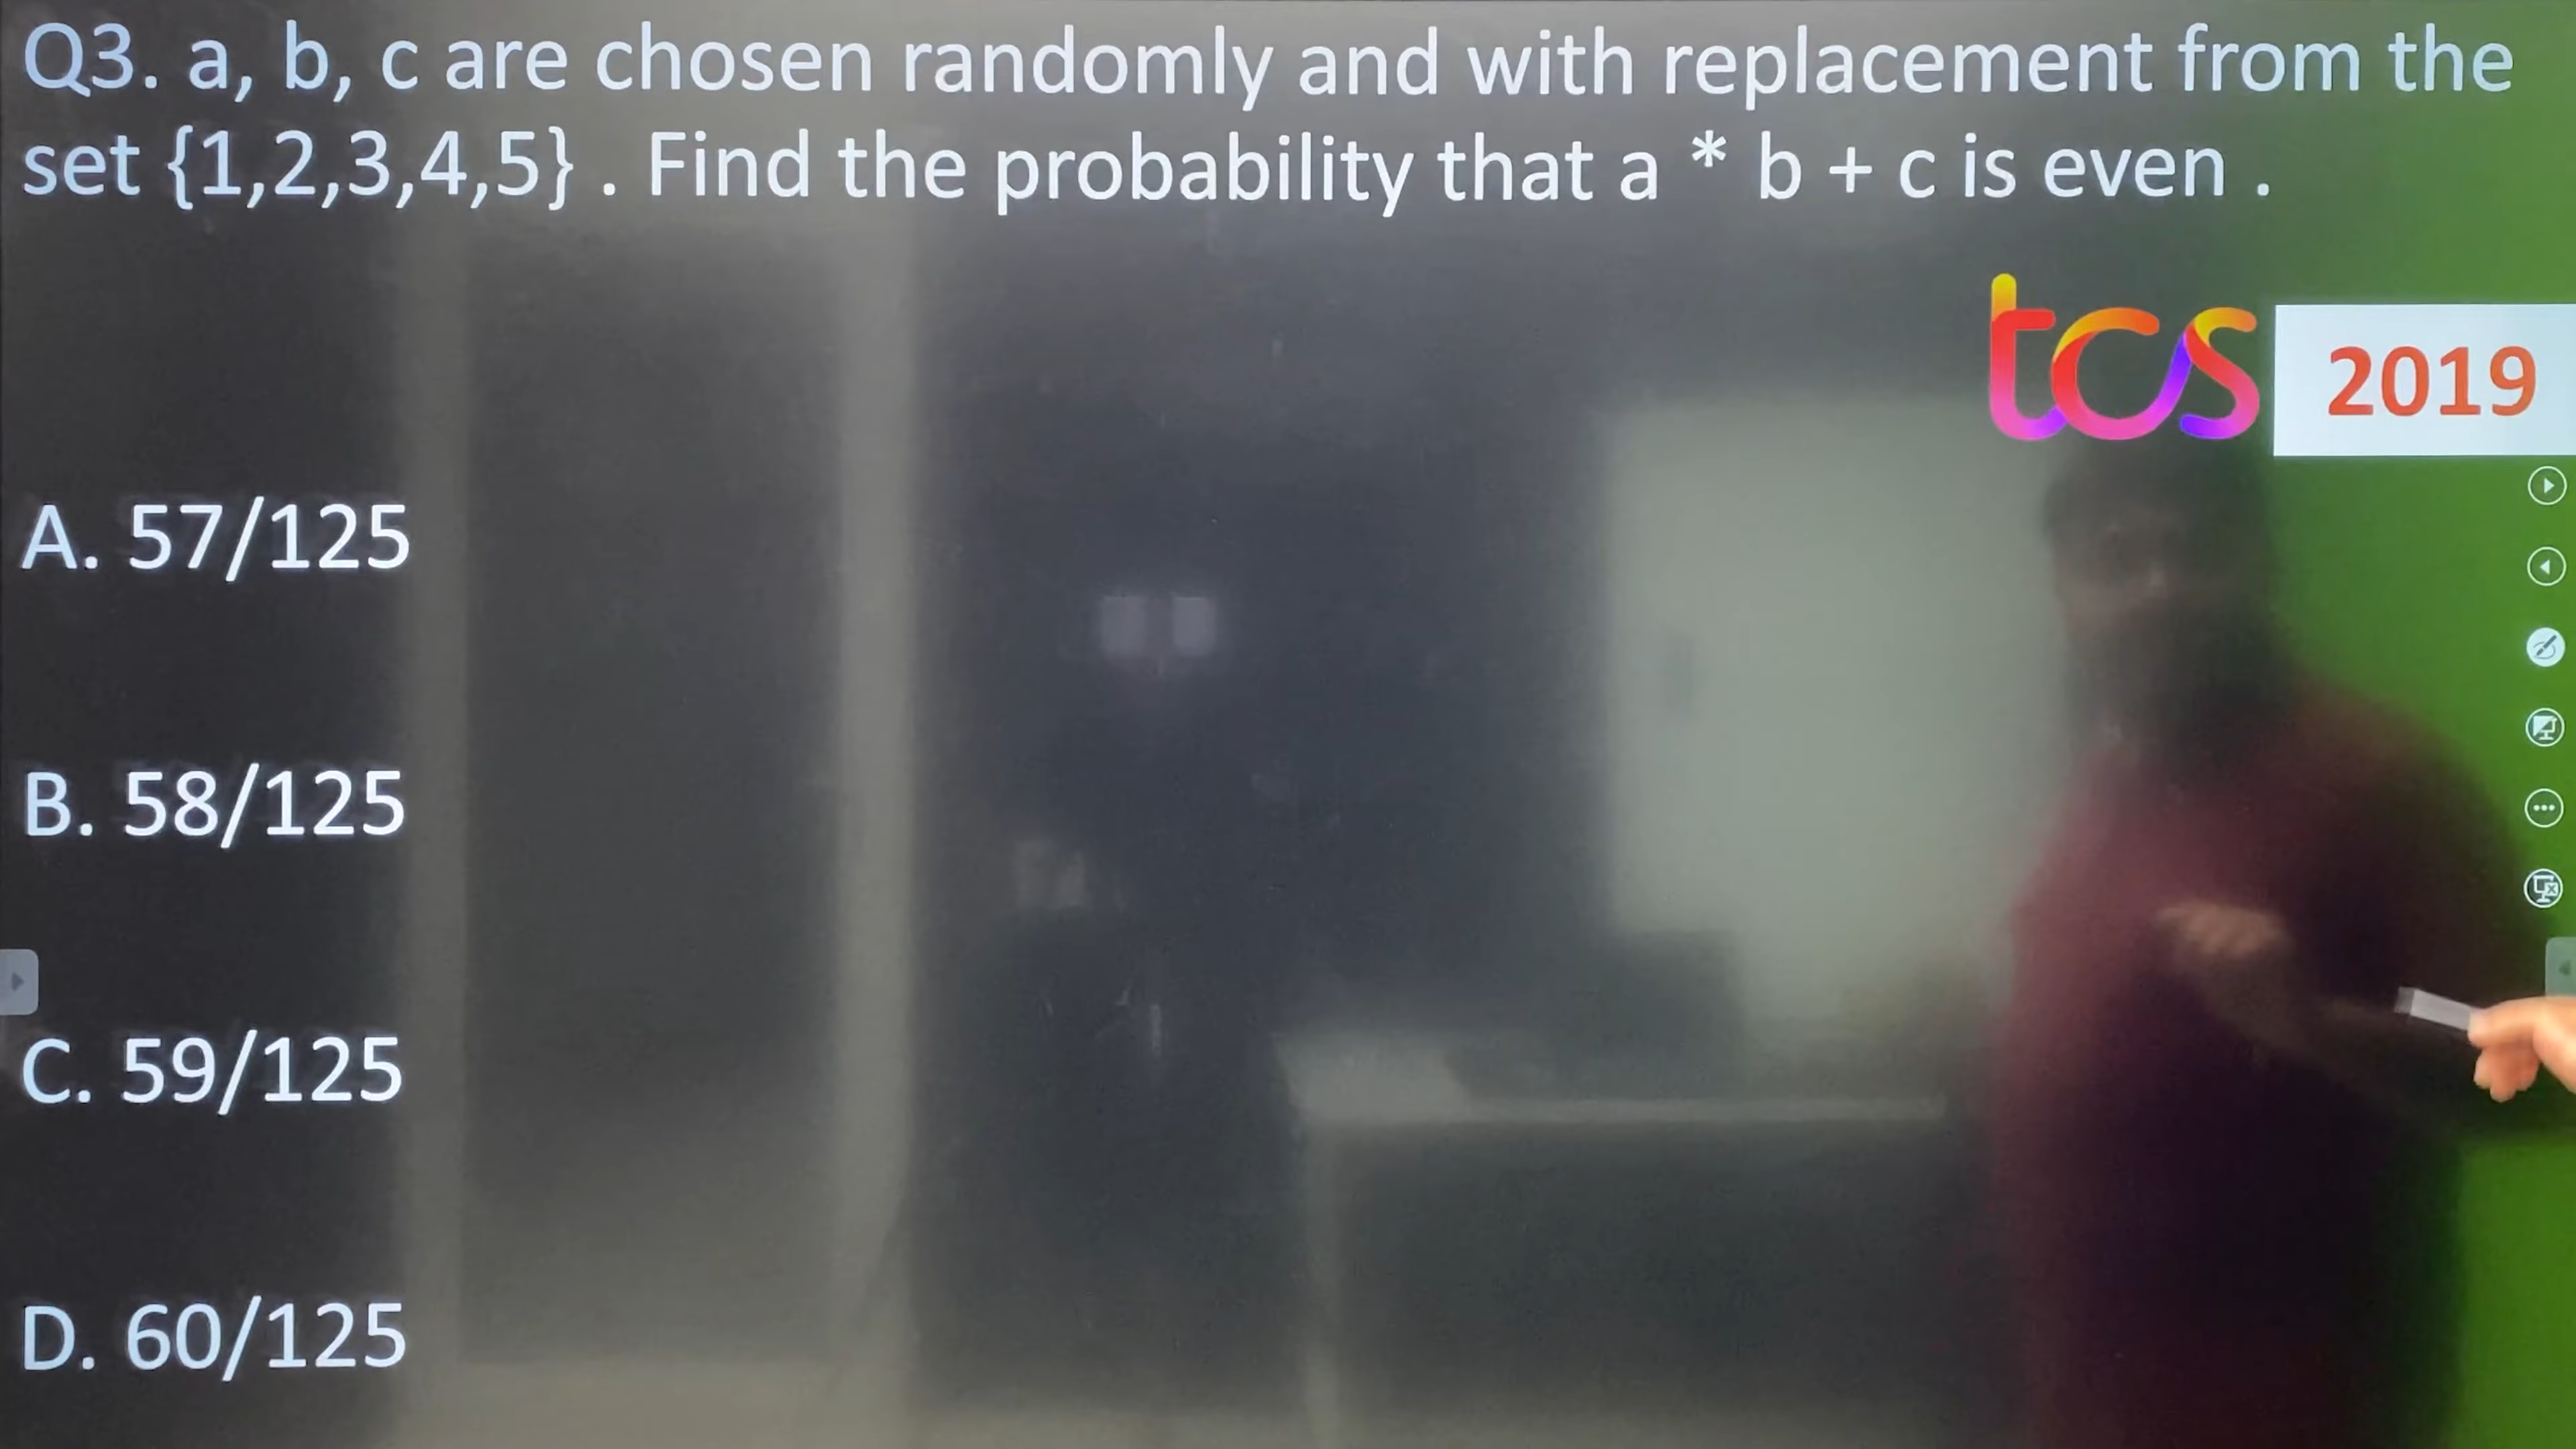 Q3. a, b, c are chosen randomly and with replacement from the
set {1,2,3,4,5} . Find the probability that a * b + c is even .
tcs
2019
A. 57/125
B. 58/125
C. 59/125
D. 60/125